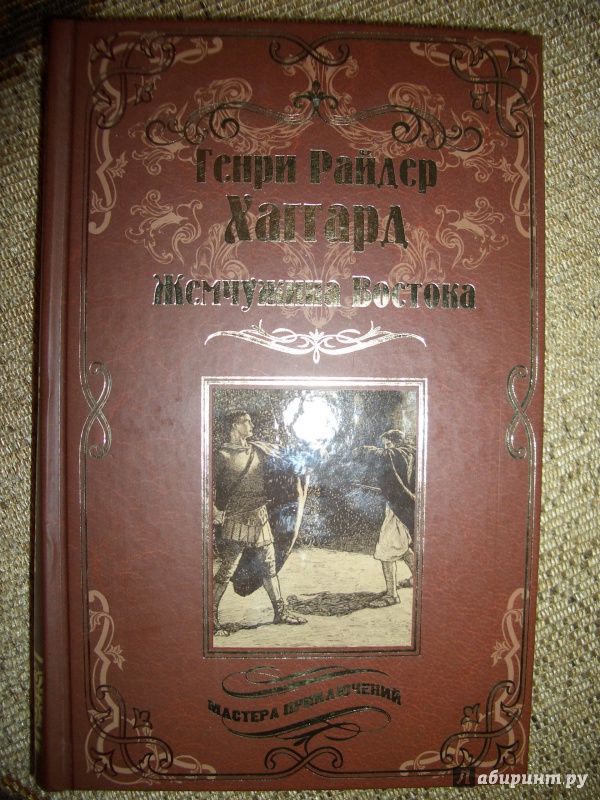 Генри Райдер
Хаггард
Жемчужина Востока
МАСТЕРА ПРИКЛЮЧЕНИЙ
Лабиринт.ру